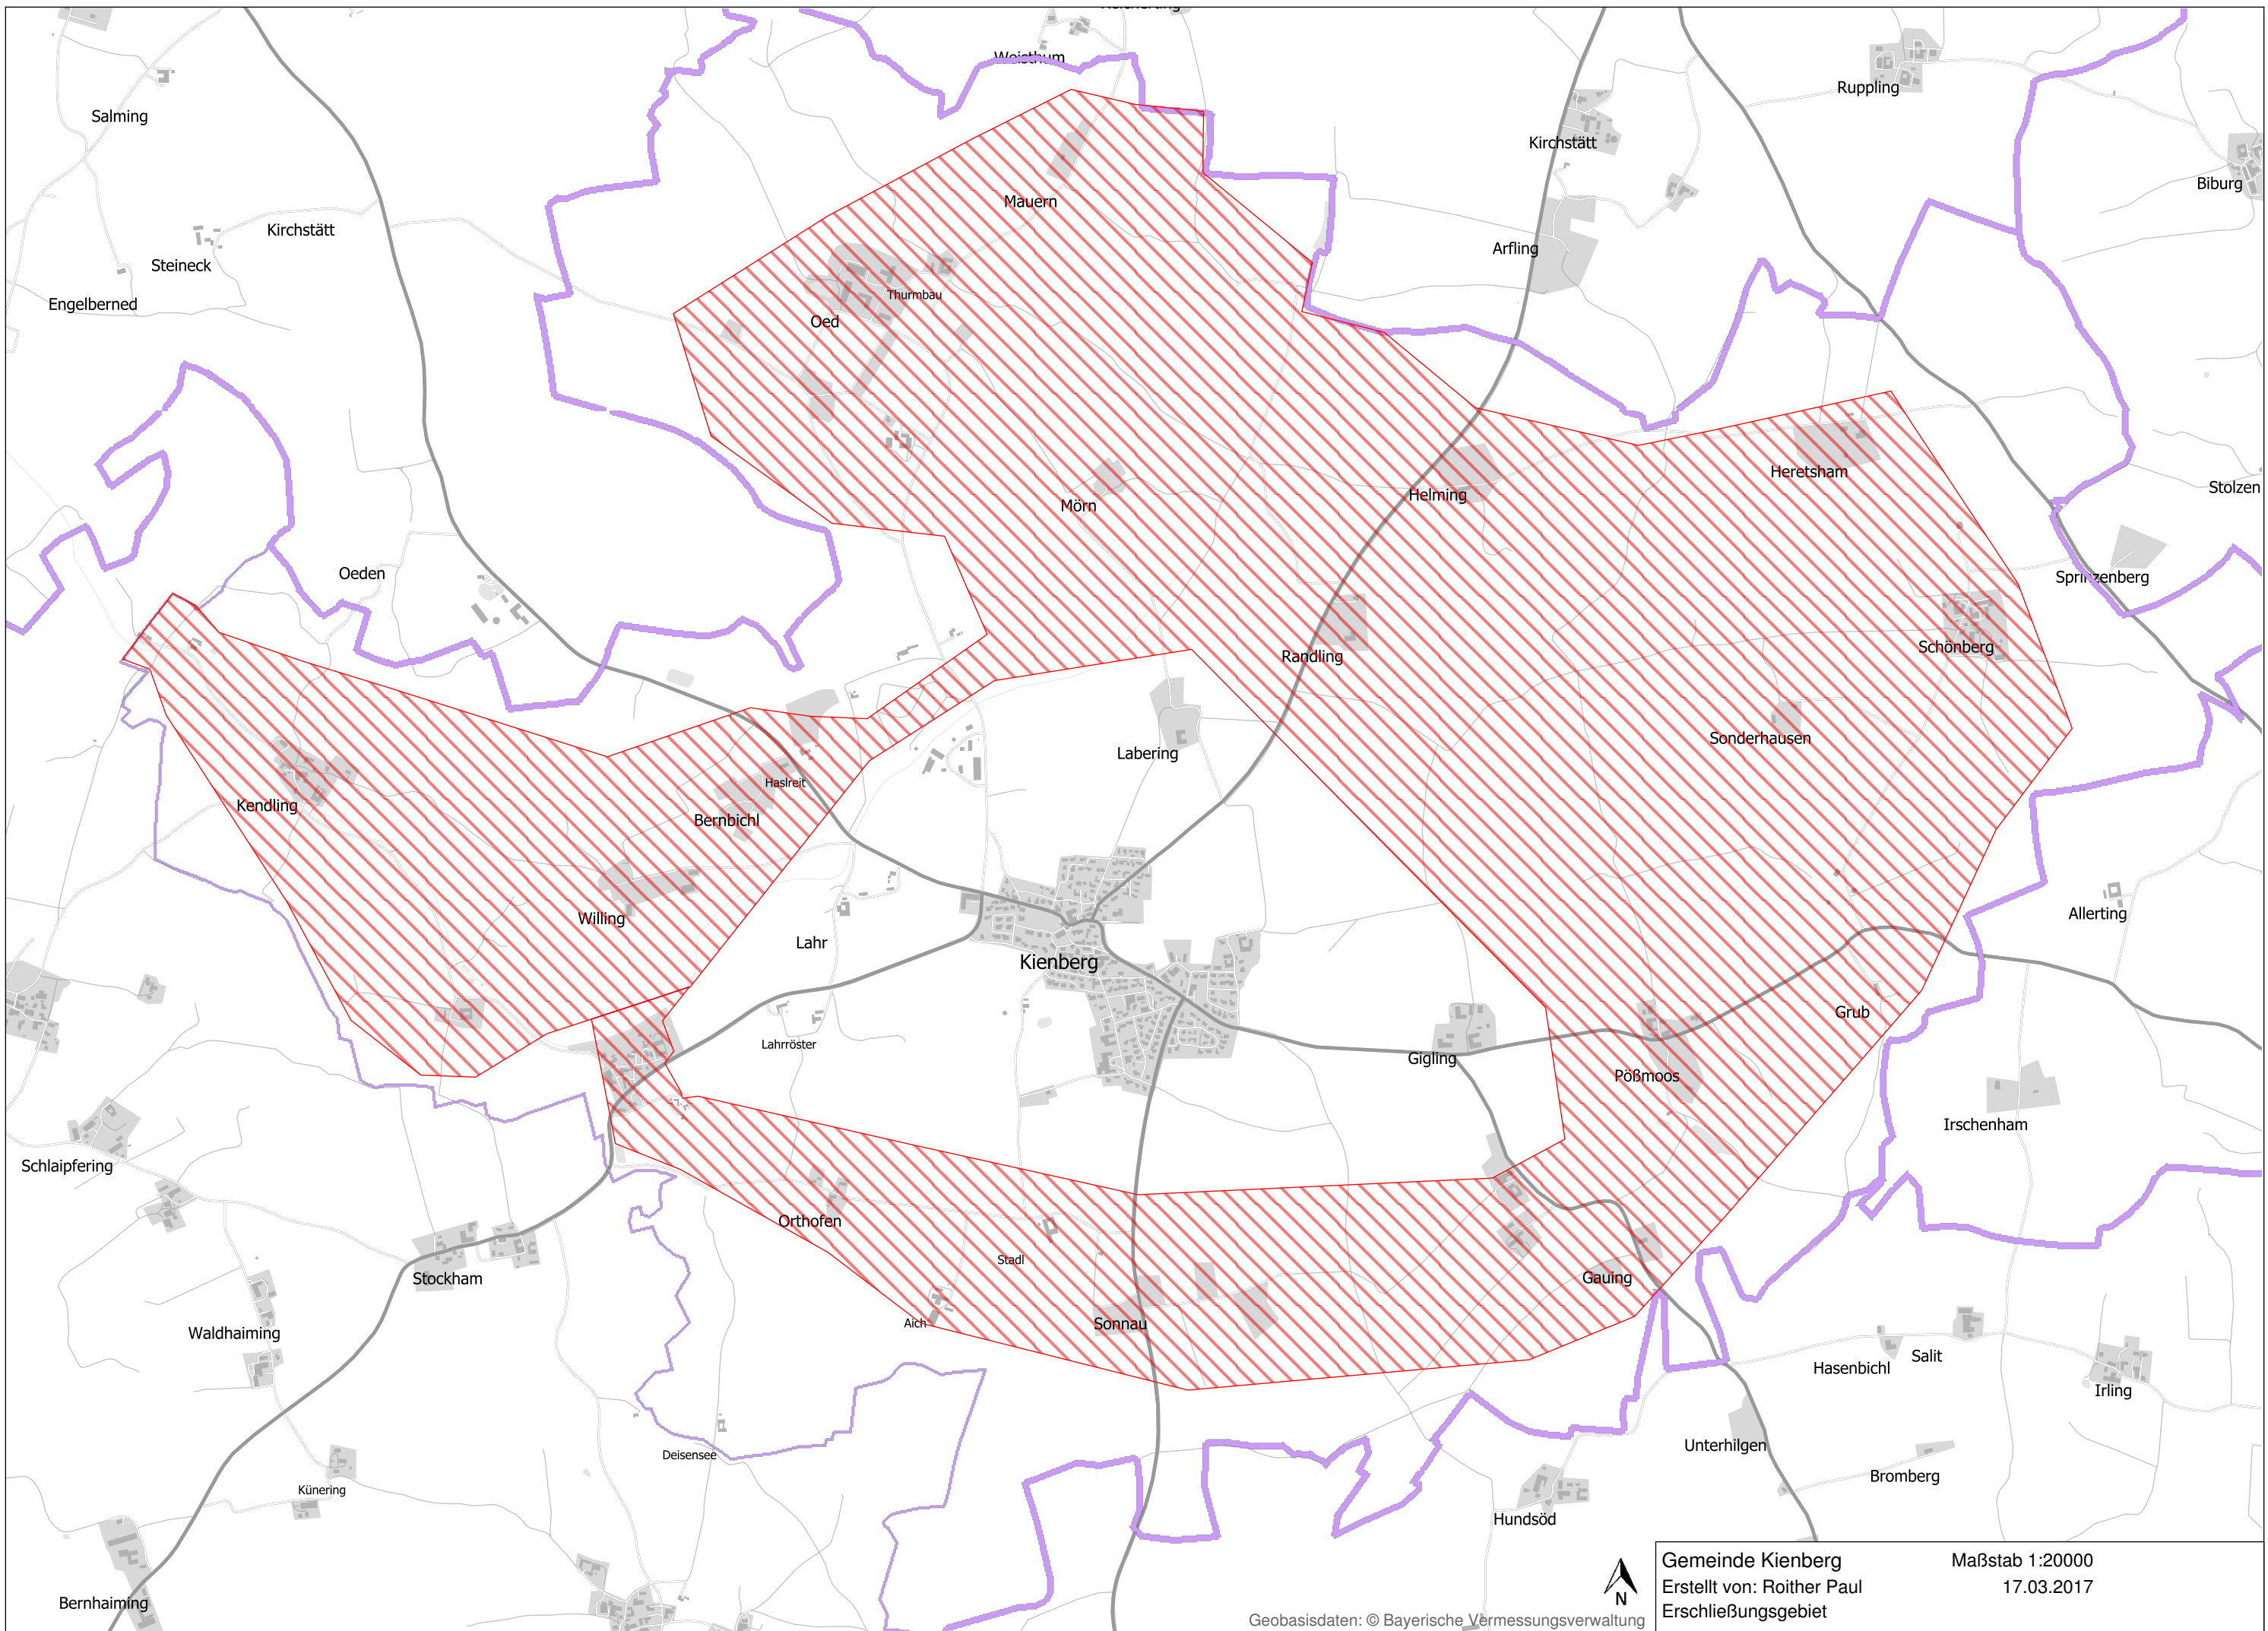 Weisthum
Ruppling
Salming
Kirchstätt
Biburg
Mauern
Kirchstätt
Arfling
Steineck
Thurmbau
Engelberned
Oed
Heretsham
Stolzen
Helming
Mörn
Oeden
Sprinzenberg
Schönberg
Randling
Sonderhausen
Labering
Haslreit
Kendling
Bernbichl
Allerting
Willing
Lahr
Kienberg
Grub
Lahrröster
Gigling
Pößmoos
Irschenham
Schlaipfering
Orthofen
Stadl
Stockham
Gauing
Aich
Sonnau
Waldhaiming
Salit
Hasenbichl
Irling
Unterhilgen
Deisensee
Bromberg
Künering
Hundsöd
Bernhaiming
N
Geobasisdaten: © Bayerische Vermessungsverwaltung
Gemeinde Kienberg Maßstab 1:20000
Erstellt von: Roither Paul 17.03.2017
Erschließungsgebiet